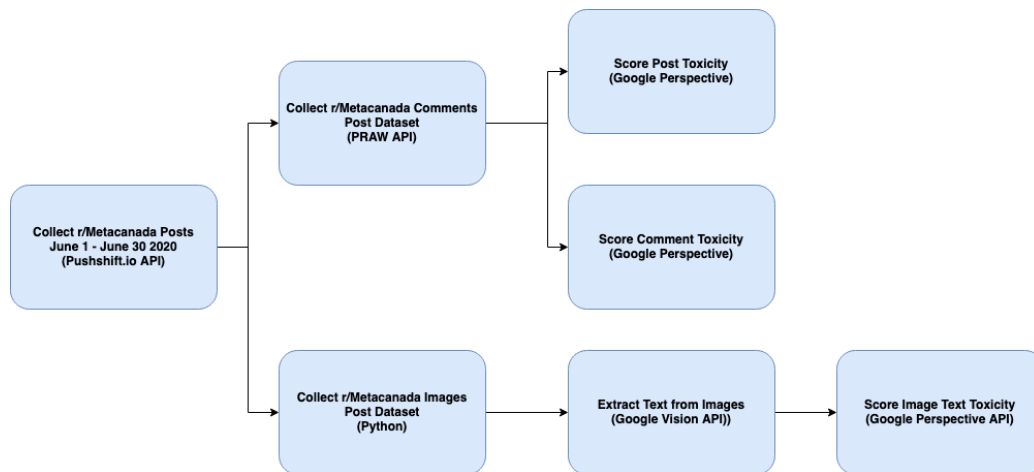 Score Post Toxicity
(Google Perspective)
Collect r/Metacanada Comments
Post Dataset
(PRAW API)
Collect r/Metacanada Posts
June 1 - June 30 2020
(Pushshift.io API)
Score Comment Toxicity
(Google Perspective)
Collect r/Metacanada Images
Post Dataset
(Python)
Extract Text from Images
(Google Vision API))
Score Image Text Toxicity
(Google Perspective API)